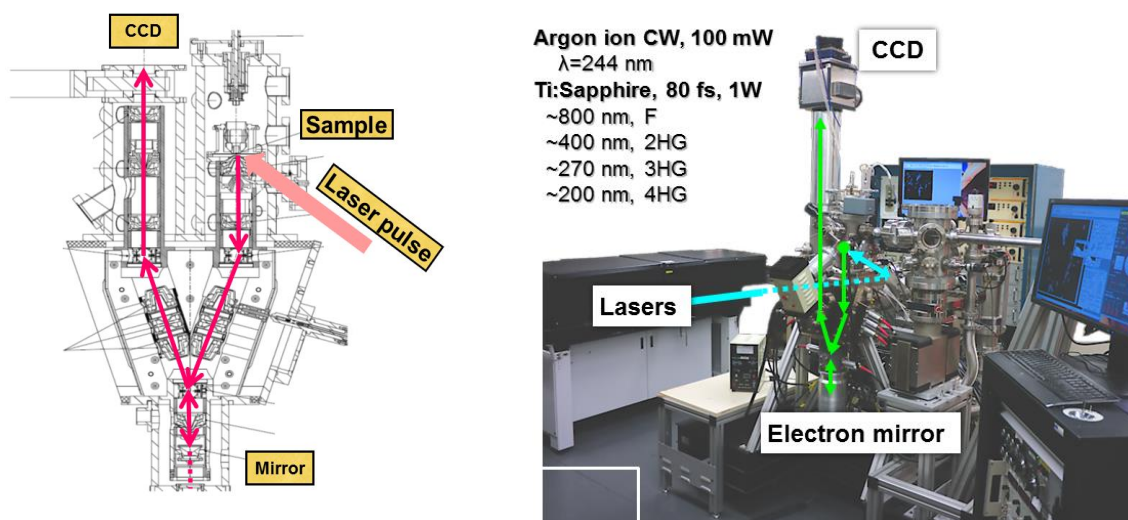 CCD
Sample
Laser pulse
Mirror
Argon ion CW, 100 mW
λ=244 nm
Ti:Sapphire, 80 fs, 1W
~800 nm, F
~400 nm, 2HG
~270 nm, 3HG
~200 nm, 4HG
CCD
Lasers
Electron mirror